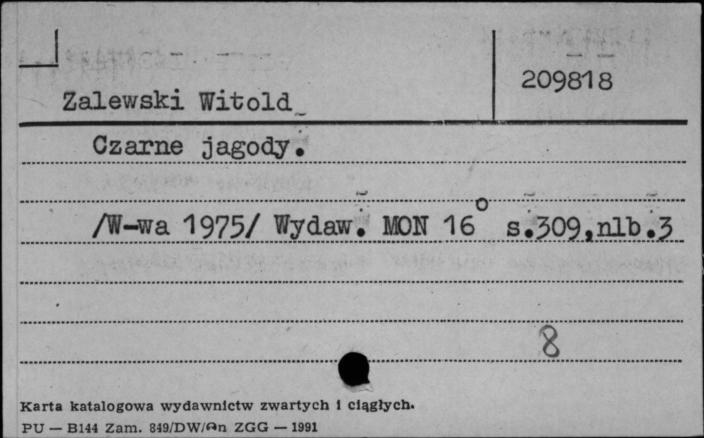 209818
Zalewski Witold
Czarne jagody.
/W-wa 1975/ Wydaw. MON 16° s.309,nlb.3
8
Karta katalogowa wydawnictw zwartych i ciągłych.
PU — B144 Zam. 849/DW/ ZGG — 1991